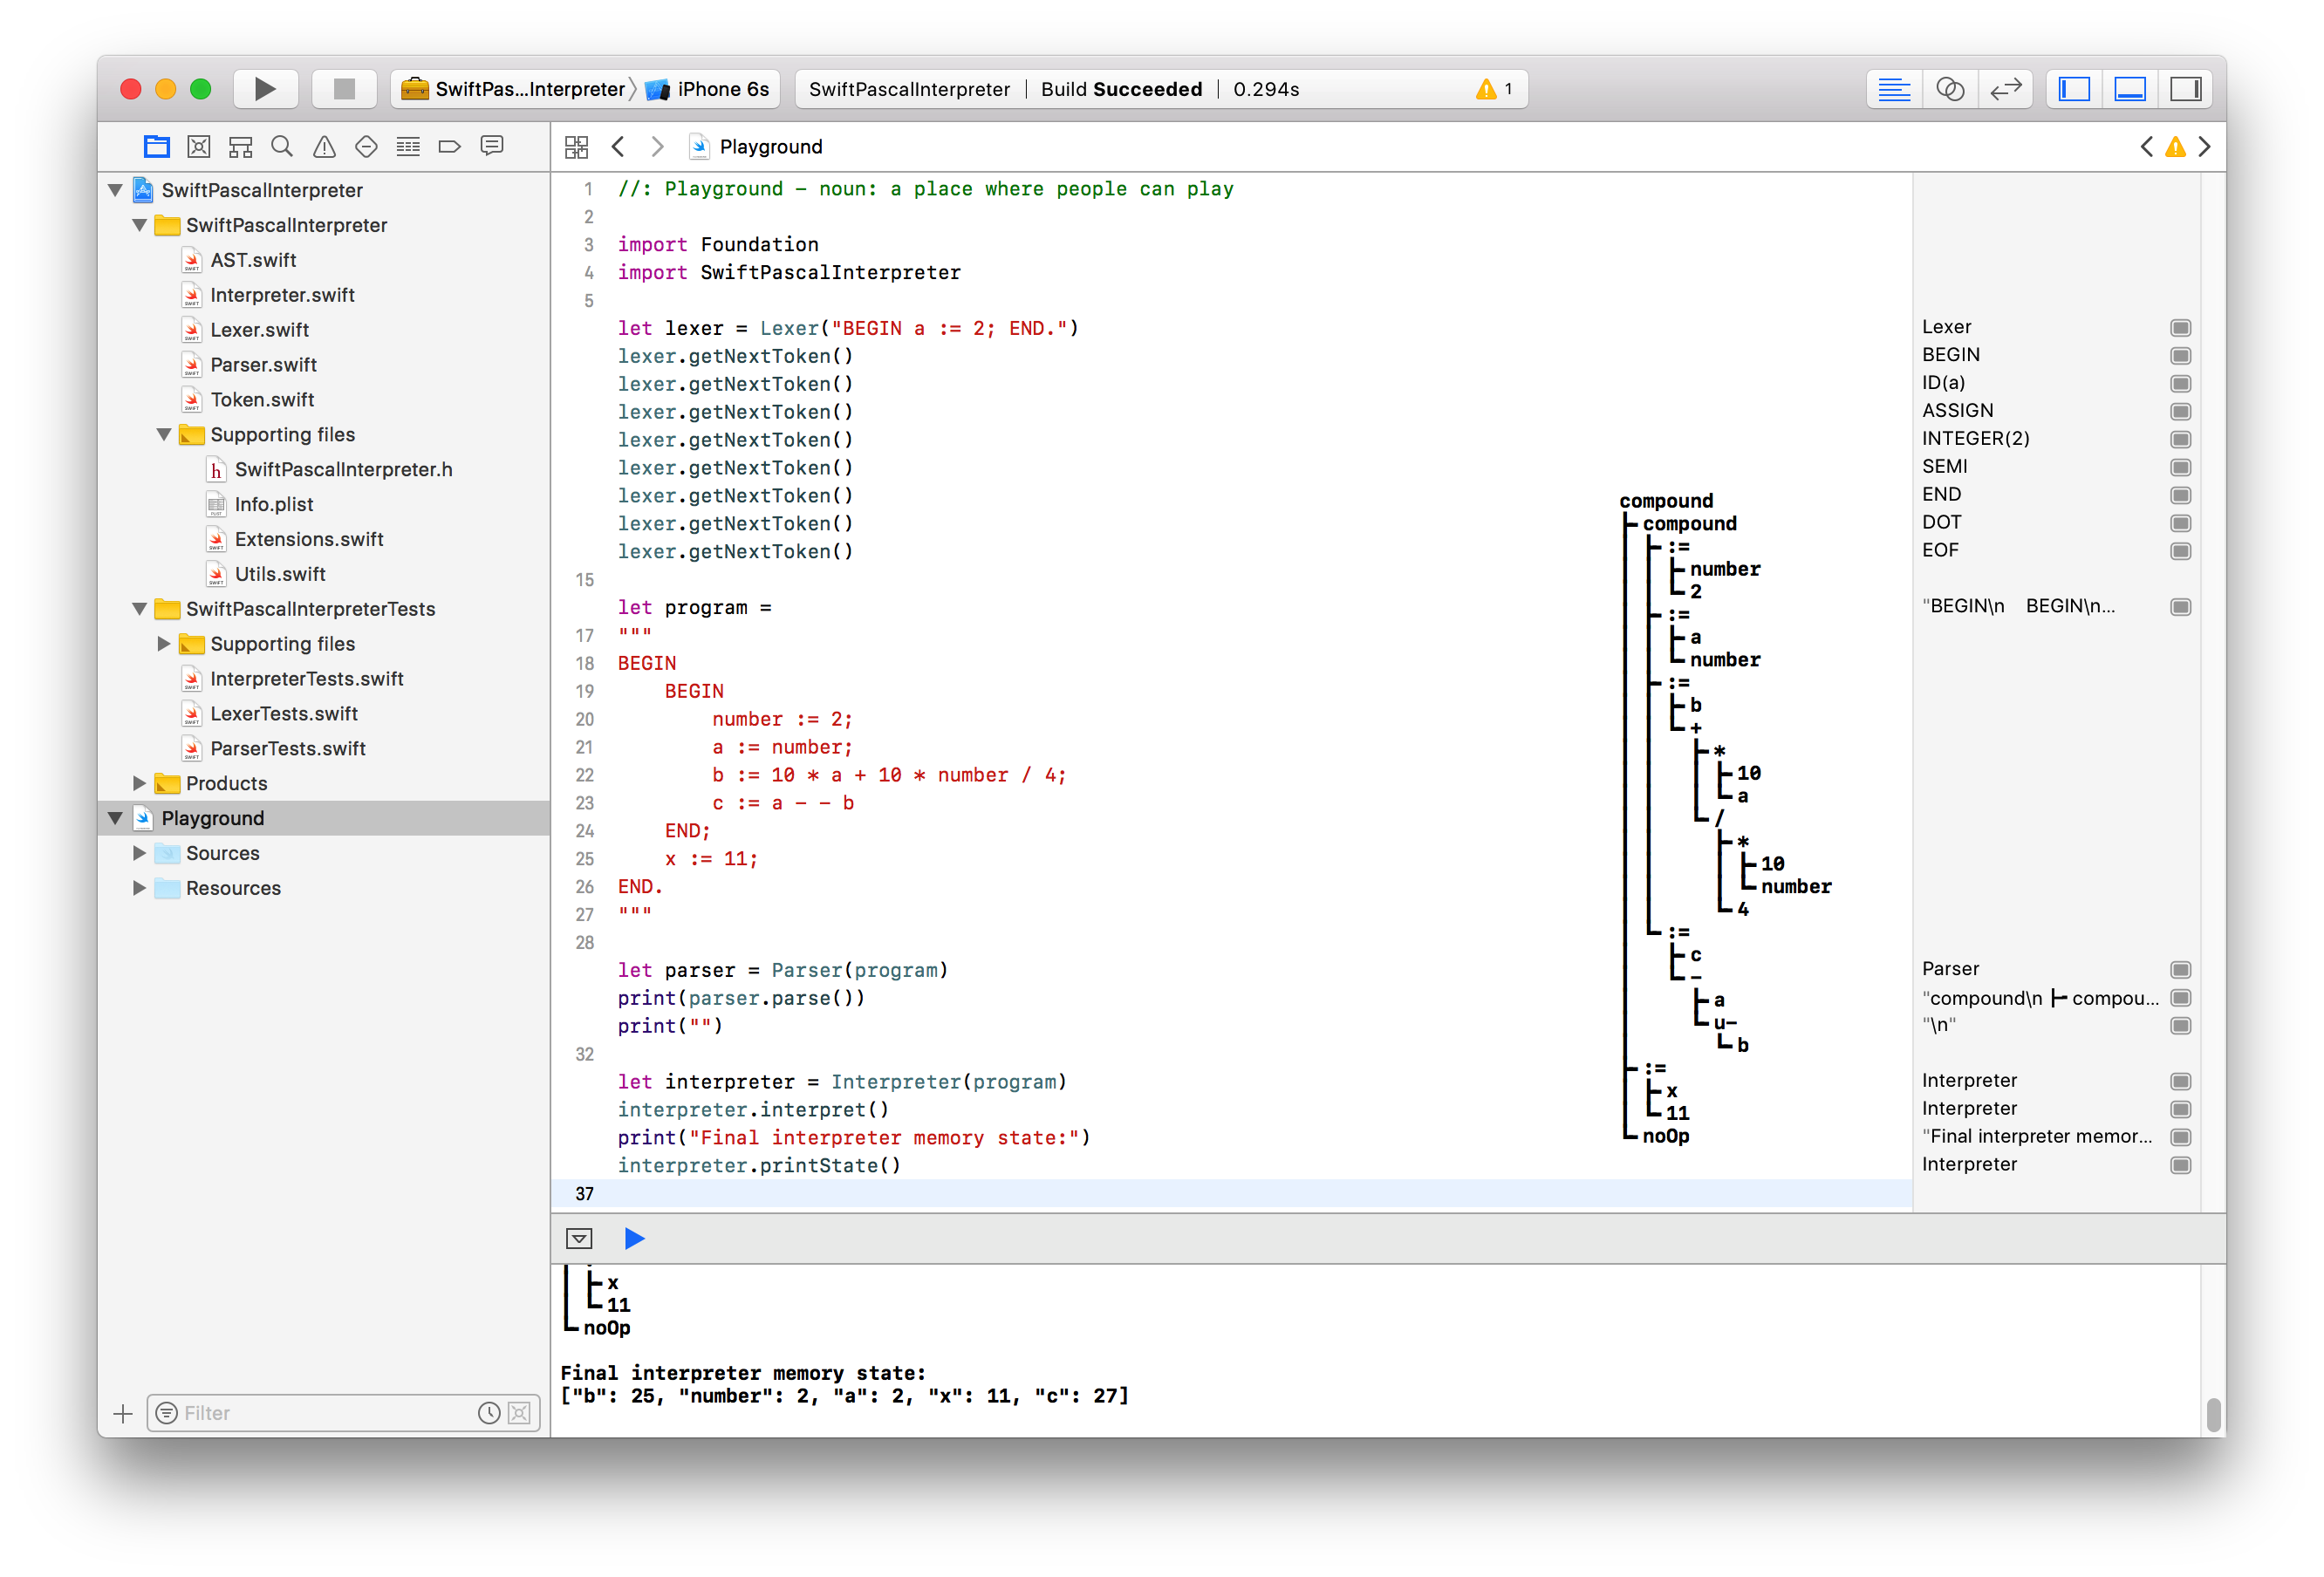 SwiftPas...Interpreter
iPhone 6s
SwiftPascalInterpreter
Build Succeeded
0.294s
1
Playground
SwiftPascalInterpreter
SwiftPascalInterpreter
AST.swift
Interpreter.swift
Lexer.swift
Parser.swift
Token.swift
Supporting files
SwiftPascalInterpreter.h
Info.plist
Extensions.swift
Utils.swift
SwiftPascalInterpreterTests
Supporting files
InterpreterTests.swift
LexerTests.swift
ParserTests.swift
Products
Playground
Sources
Resources
Filter
1 //: Playground – noun: a place where people can play
2
3 import Foundation
4 import SwiftPascalInterpreter
5
let lexer = Lexer("BEGIN a := 2; END.")
lexer.getNextToken()
lexer.getNextToken()
lexer.getNextToken()
lexer.getNextToken()
lexer.getNextToken()
lexer.getNextToken()
lexer.getNextToken()
lexer.getNextToken()
15
let program =
17 """
18 BEGIN
19 BEGIN
20 number := 2;
21 a := number;
22 b := 10 * a + 10 * number / 4;
23 c := a - - b
24 END;
25 x := 11;
26 END.
27 """
28
let parser = Parser(program)
print(parser.parse())
print("")
32
let interpreter = Interpreter(program)
interpreter.interpret()
print("Final interpreter memory state:")
interpreter.printState()
37
compound
├─compound
│ ├─:=
│ │ ├─number
│ │ └─2
│ ├─:=
│ │ ├─a
│ │ └─number
│ ├─:=
│ │ ├─b
│ │ └─+
│ │   ├─*
│ │   │ ├─10
│ │   │ └─a
│ │   └─/
│ │     ├─*
│ │     │ ├─10
│ │     │ └─number
│ │     └─4
│ └─:=
│   ├─c
│   └─-
│     ├─a
│     └─u-
│       └─b
├─:=
│ ├─x
│ └─11
└─noOp
Lexer
BEGIN
ID(a)
ASSIGN
INTEGER(2)
SEMI
END
DOT
EOF
"BEGIN\n    BEGIN\n...
Parser
"compound\n ├─ compou...
"\n"
Interpreter
Interpreter
"Final interpreter memor...
Interpreter
│ ├─x
│ └─11
└─noOp
Final interpreter memory state:
["b": 25, "number": 2, "a": 2, "x": 11, "c": 27]